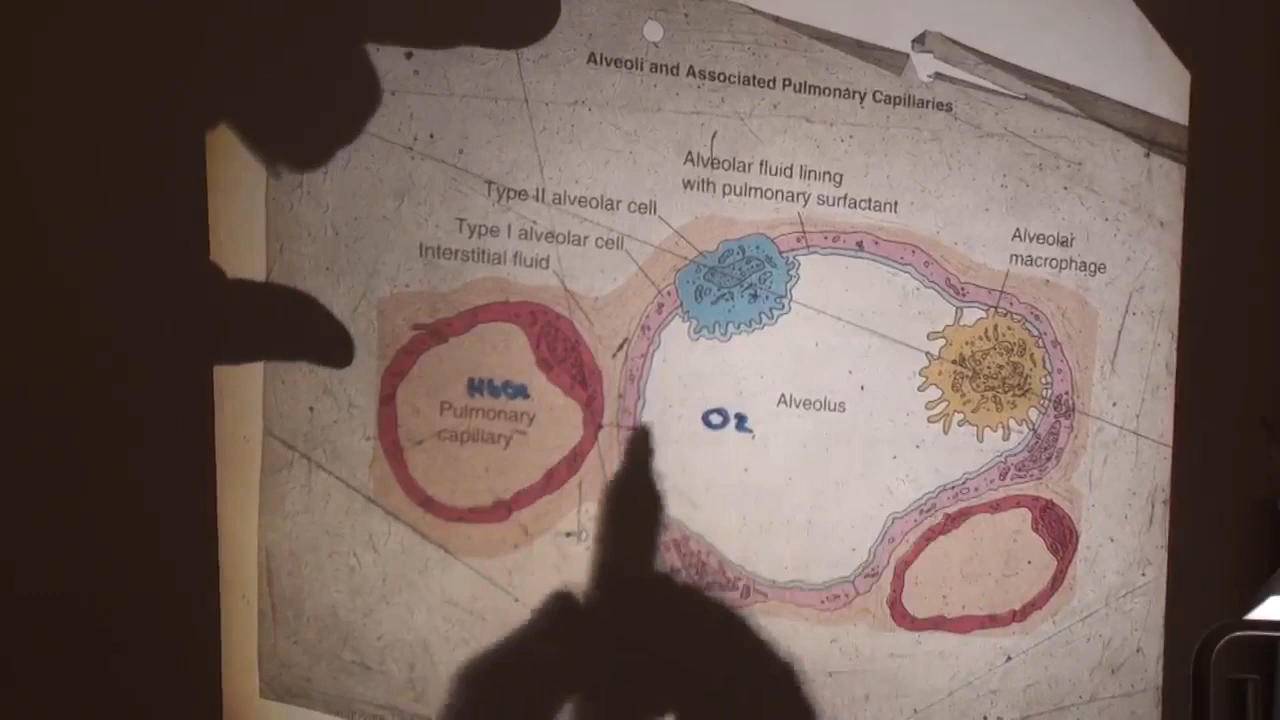 Alveoli and Associated Pulmonary Capillaries
Alveolar fluid lining
with pulmonary surfactant
Type II alveolar cell
Type I alveolar cell
Interstitial fluid
Alveolar
macrophage
HbO2
Pulmonary
capillary
O2
Alveolus